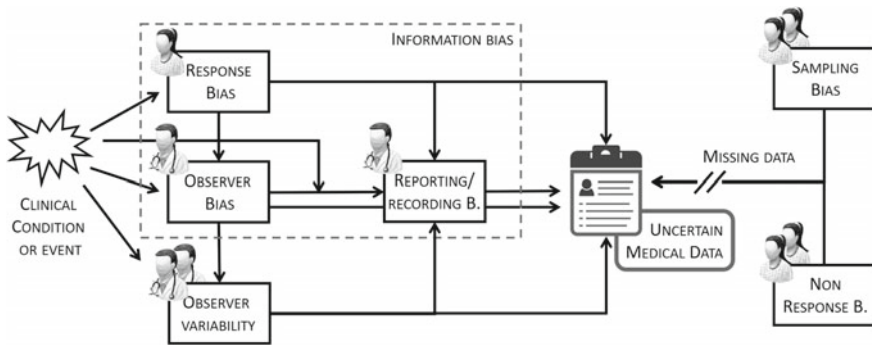 INFORMATION BIAS
RESPONSE
BIAS
SAMPLING
BIAS
OBSERVER
BIAS
REPORTING/
RECORDING B.
MISSING DATA
CLINICAL
CONDITION
OR EVENT
UNCERTAIN
MEDICAL DATA
OBSERVER
VARIABILITY
NON
RESPONSE B.